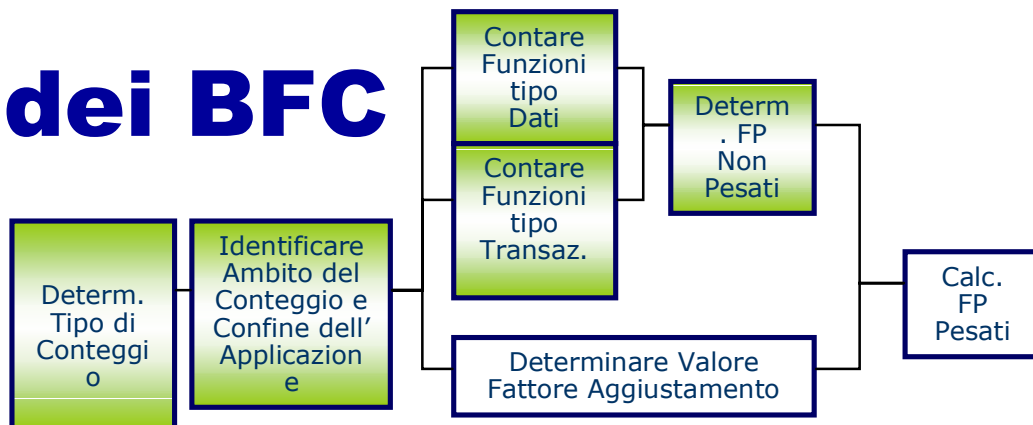 dei BFC
Contare
Funzioni
tipo
Dati
Contare
Funzioni
tipo
Transaz.
Determ
. FP
Non
Pesati
Determ.
Tipo di
Conteggi
o
Identificare
Ambito del
Conteggio e
Confine dell’
Applicazion
e
Determinare Valore
Fattore Aggiustamento
Calc.
FP
Pesati